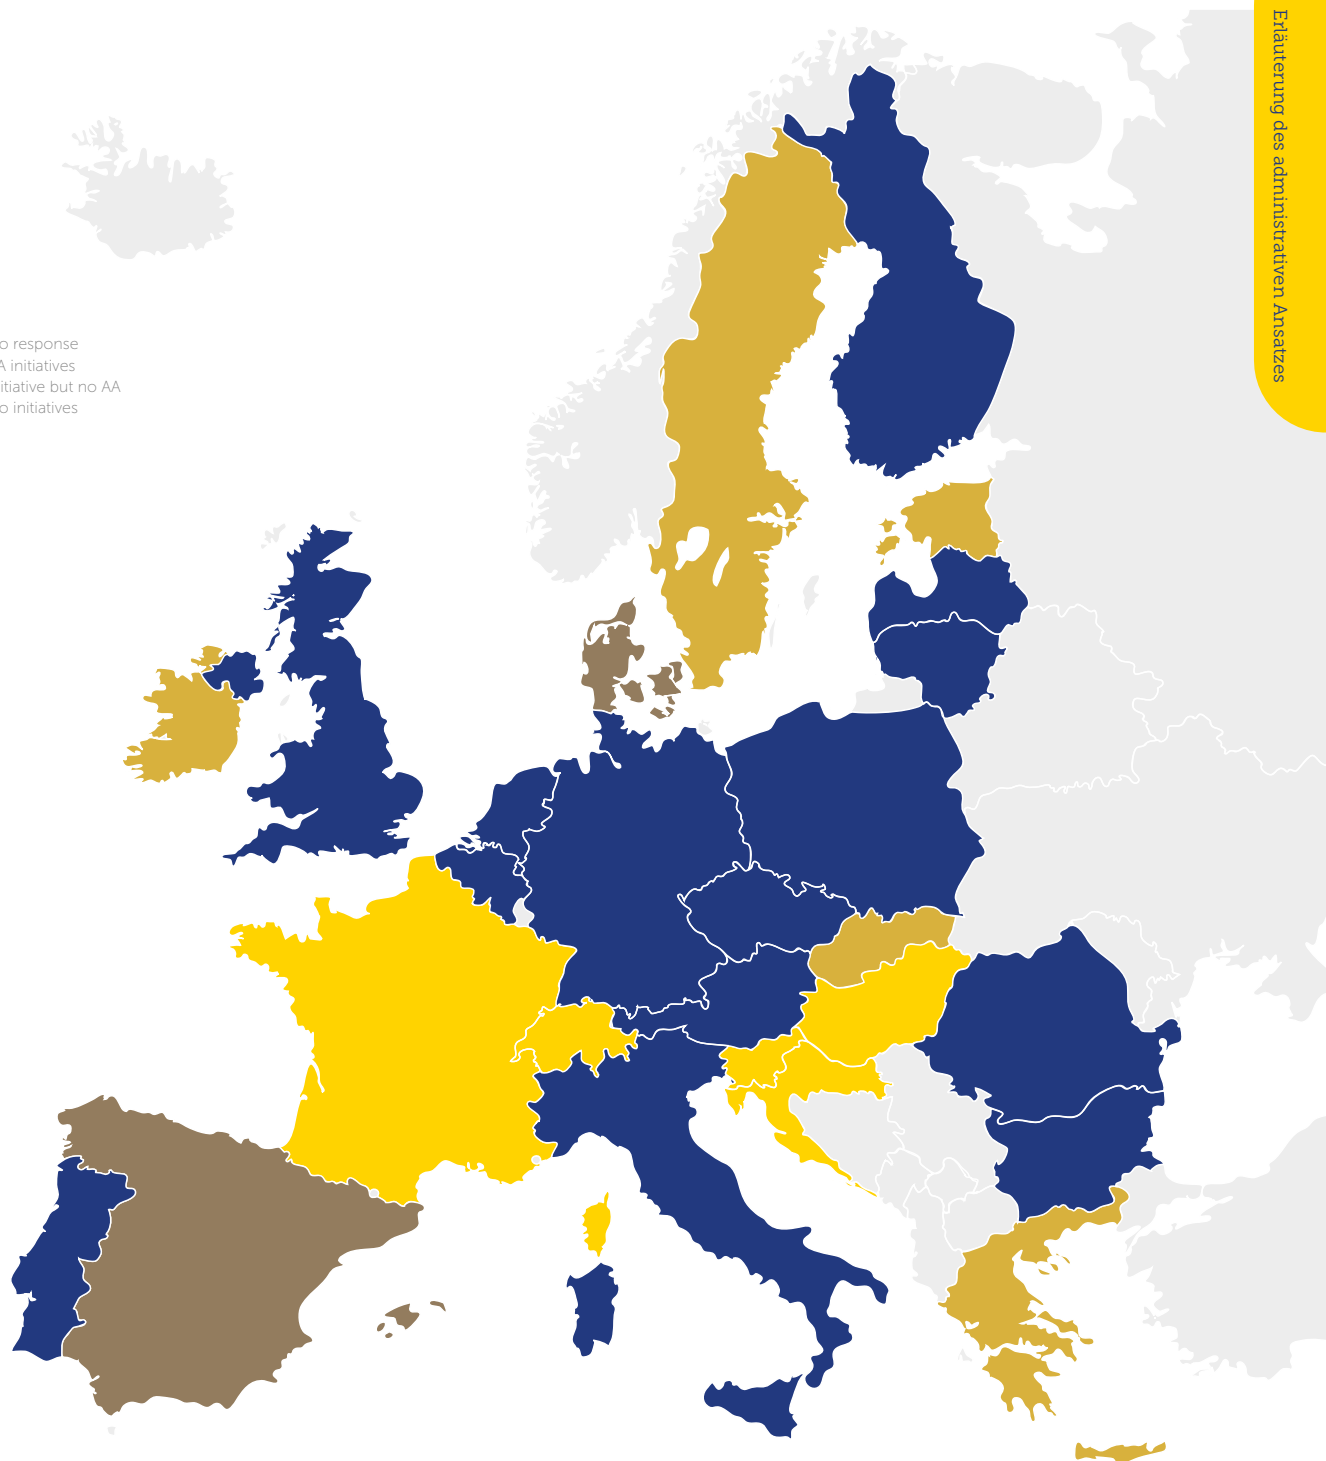 o response
A initiatives
itiative but no AA
o initiatives
Erläuterung des administrativen Ansatzes